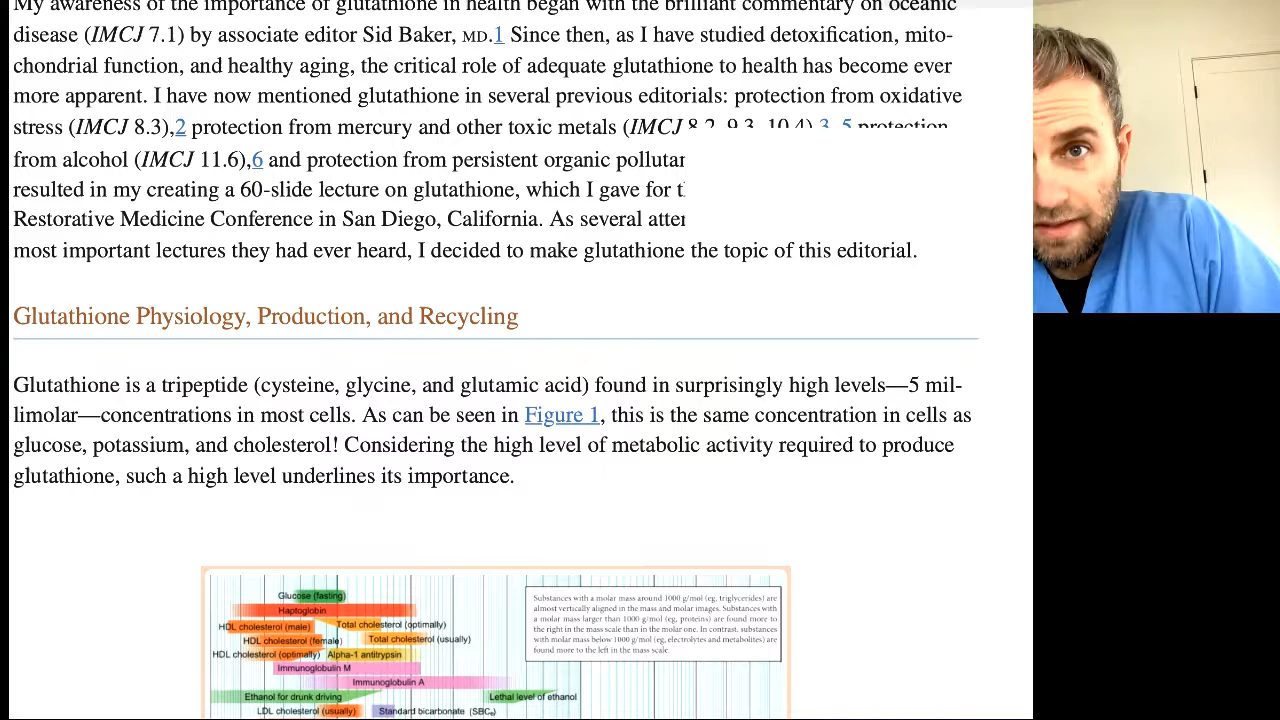 My awareness of the importance of glutathione in health began with the brilliant commentary on oceanic
disease (IMCJ 7.1) by associate editor Sid Baker, MD.1 Since then, as I have studied detoxification, mito-
chondrial function, and healthy aging, the critical role of adequate glutathione to health has become ever
more apparent. I have now mentioned glutathione in several previous editorials: protection from oxidative
stress (IMCJ 8.3),2 protection from mercury and other toxic metals (IMCJ 8.2, 9.3, 10.4) 3, 5 protection
from alcohol (IMCJ 11.6),6 and protection from persistent organic
resulted in my creating a 60-slide lecture on glutathione, which I gave for
Restorative Medicine Conference in San Diego, California. As several
most important lectures they had ever heard, I decided to make glutathione the topic of this editorial.
Glutathione Physiology, Production, and Recycling
Glutathione is a tripeptide (cysteine, glycine, and glutamic acid) found in surprisingly high levels—5 mil-
limolar—concentrations in most cells. As can be seen in Figure 1, this is the same concentration in cells as
glucose, potassium, and cholesterol! Considering the high level of metabolic activity required to produce
glutathione, such a high level underlines its importance.
Glucose (fasting)
Haptoglobin
HDL cholesterol (male)
Total cholesterol (optimally)
HDL cholesterol (female)
Total cholesterol (usually)
HDL cholesterol (optimally)
Alpha-1 antitrypsin
Immunoglobulin M
Immunoglobulin A
Ethanol for drunk driving
Lethal level of ethanol
LDL cholesterol (usually)
Standard bicarbonate (SBCe)
Substances with a molar mass around 1000 g/mol (eg, triglycerides) are
almost vertically aligned in the mass and molar images. Substances with
a molar mass larger than 1000 g/mol (eg, proteins) are found more to
the right in the mass scale than in the molar one. In contrast, substances
with molar mass below 1000 g/mol (eg, electrolytes and metabolites) are
found more to the left in the mass scale.